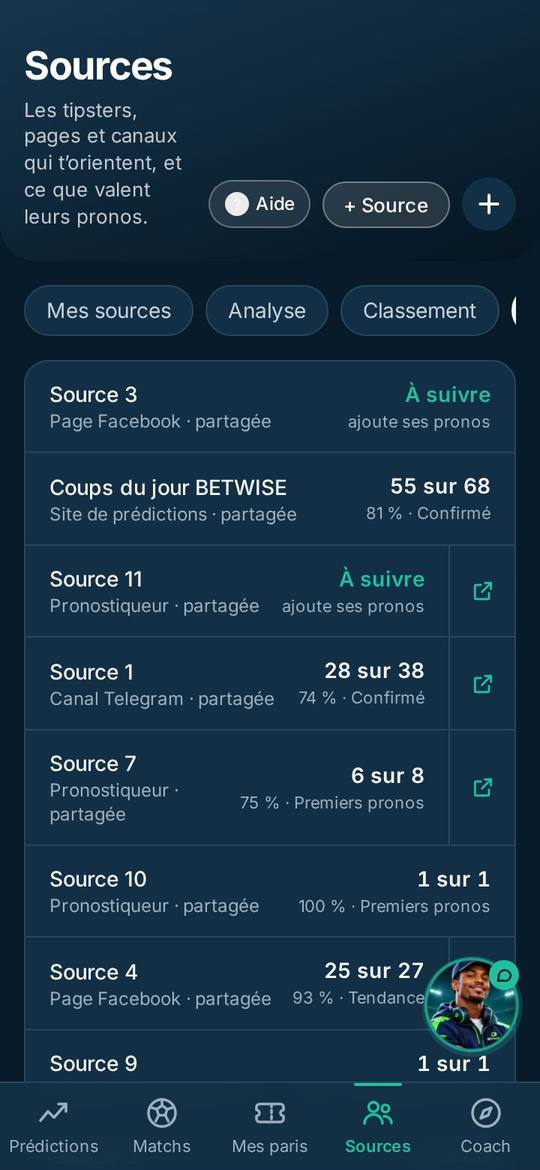 Sources
Les tipsters,
pages et canaux
qui t’orientent, et
ce que valent
leurs pronos.
Aide
+ Source
Mes sources
Analyse
Classement
Source 3
À suivre
Page Facebook · partagée
ajoute ses pronos
Coups du jour BETWISE
55 sur 68
Site de prédictions · partagée
81 % · Confirmé
Source 11
À suivre
Pronostiqueur · partagée
ajoute ses pronos
Source 1
28 sur 38
Canal Telegram · partagée
74 % · Confirmé
Source 7
6 sur 8
Pronostiqueur ·
partagée
75 % · Premiers pronos
Source 10
1 sur 1
Pronostiqueur · partagée
100 % · Premiers pronos
Source 4
25 sur 27
Page Facebook · partagée
93 % · Tendance
Source 9
1 sur 1
Prédictions
Matchs
Mes paris
Sources
Coach